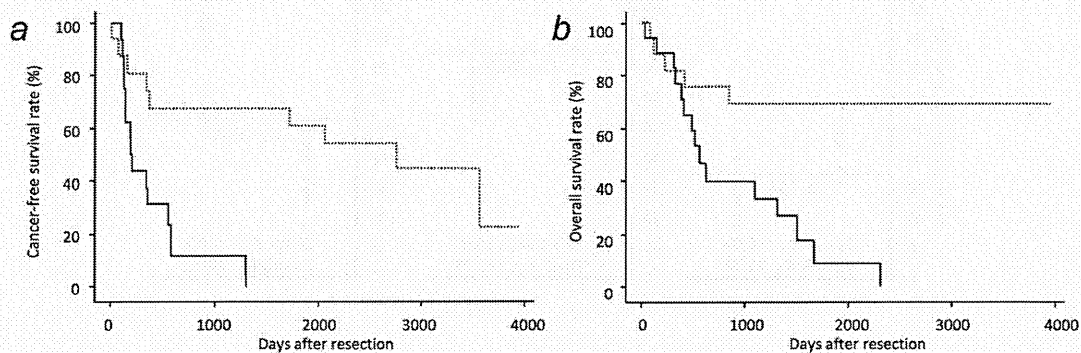 a
Cancer-free survival rate (%)
100
80
60
40
20
0
0 1000 2000 3000 4000
Days after resection
b
Overall survival rate (%)
100
80
60
40
20
0
0 1000 2000 3000 4000
Days after resection